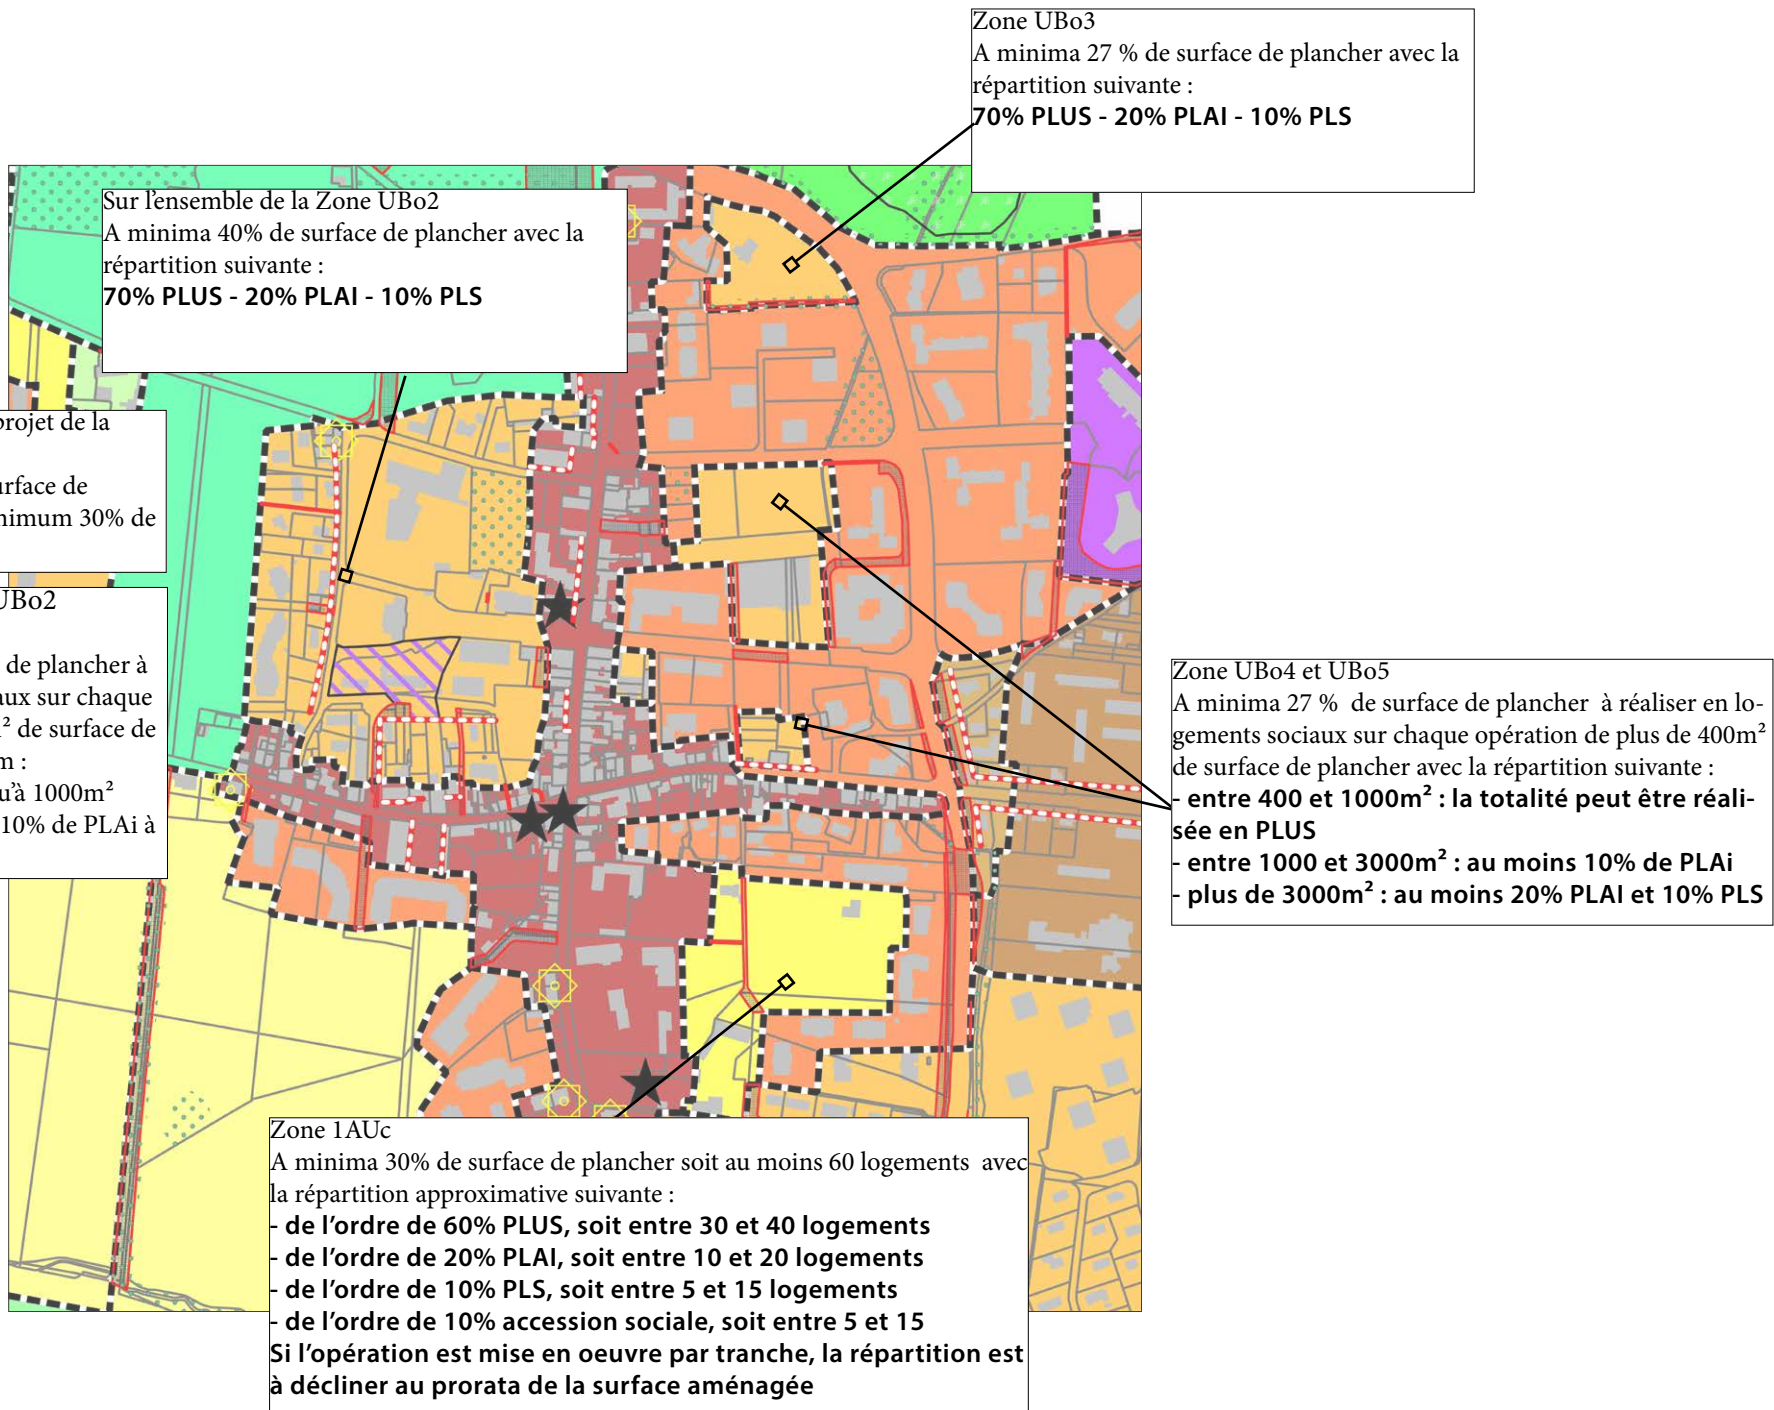 Zone UBo3
A minima 27 % de surface de plancher avec la
répartition suivante :
70% PLUS - 20% PLAI - 10% PLS
Sur l'ensemble de la Zone UBo2
A minima 40% de surface de plancher avec la
répartition suivante :
70% PLUS - 20% PLAI - 10% PLS
projet de la
urface de
nimum 30% de
UBo2
de plancher à
aux sur chaque
² de surface de
m :
u'à 1000m²
10% de PLAi à
Zone UBo4 et UBo5
A minima 27 % de surface de plancher à réaliser en lo-
gements sociaux sur chaque opération de plus de 400m²
de surface de plancher avec la répartition suivante :
- entre 400 et 1000m² : la totalité peut être réali-
sée en PLUS
- entre 1000 et 3000m² : au moins 10% de PLAi
- plus de 3000m² : au moins 20% PLAI et 10% PLS
Zone 1AUc
A minima 30% de surface de plancher soit au moins 60 logements avec
la répartition approximative suivante :
- de l'ordre de 60% PLUS, soit entre 30 et 40 logements
- de l'ordre de 20% PLAI, soit entre 10 et 20 logements
- de l'ordre de 10% PLS, soit entre 5 et 15 logements
- de l'ordre de 10% accession sociale, soit entre 5 et 15
Si l'opération est mise en oeuvre par tranche, la répartition est
à décliner au prorata de la surface aménagée